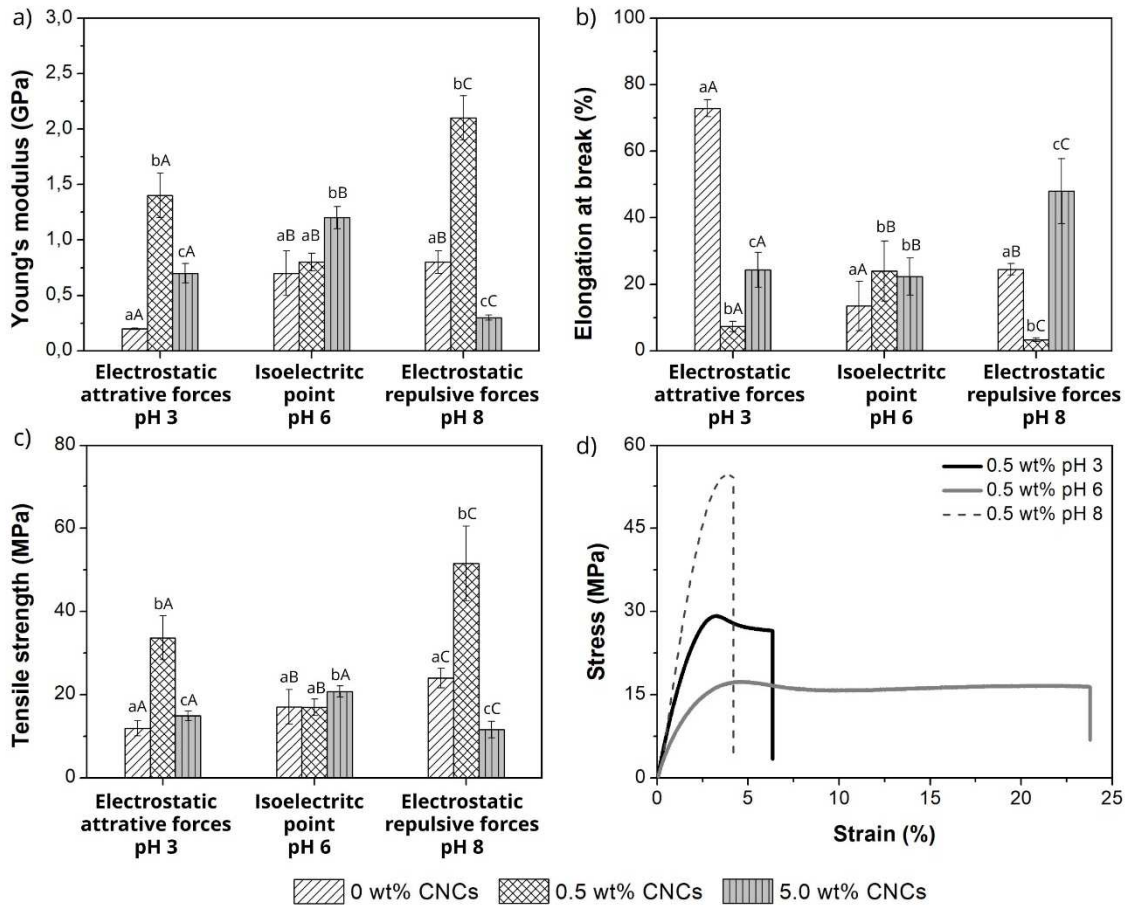 a)
Young's modulus (GPa)
3,0
2,5
2,0
1,5
1,0
0,5
0,0
aA
bA
cA
aB
aB
bB
aB
bC
cC
Electrostatic
attrative forces
pH 3
Isoelectritc
point
pH 6
Electrostatic
repulsive forces
pH 8
b)
Elongation at break (%)
100
80
60
40
20
0
aA
bA
cA
aA
bB
bB
aB
bC
cC
Electrostatic
attrative forces
pH 3
Isoelectritc
point
pH 6
Electrostatic
repulsive forces
pH 8
c)
Tensile strength (MPa)
80
60
40
20
0
aA
bA
cA
aB
aB
bA
aC
bC
cC
Electrostatic
attrative forces
pH 3
Isoelectritc
point
pH 6
Electrostatic
repulsive forces
pH 8
d)
Stress (MPa)
60
45
30
15
0
0.5 wt% pH 3
0.5 wt% pH 6
0.5 wt% pH 8
0 5 10 15 20 25
Strain (%)
0 wt% CNCs 0.5 wt% CNCs 5.0 wt% CNCs